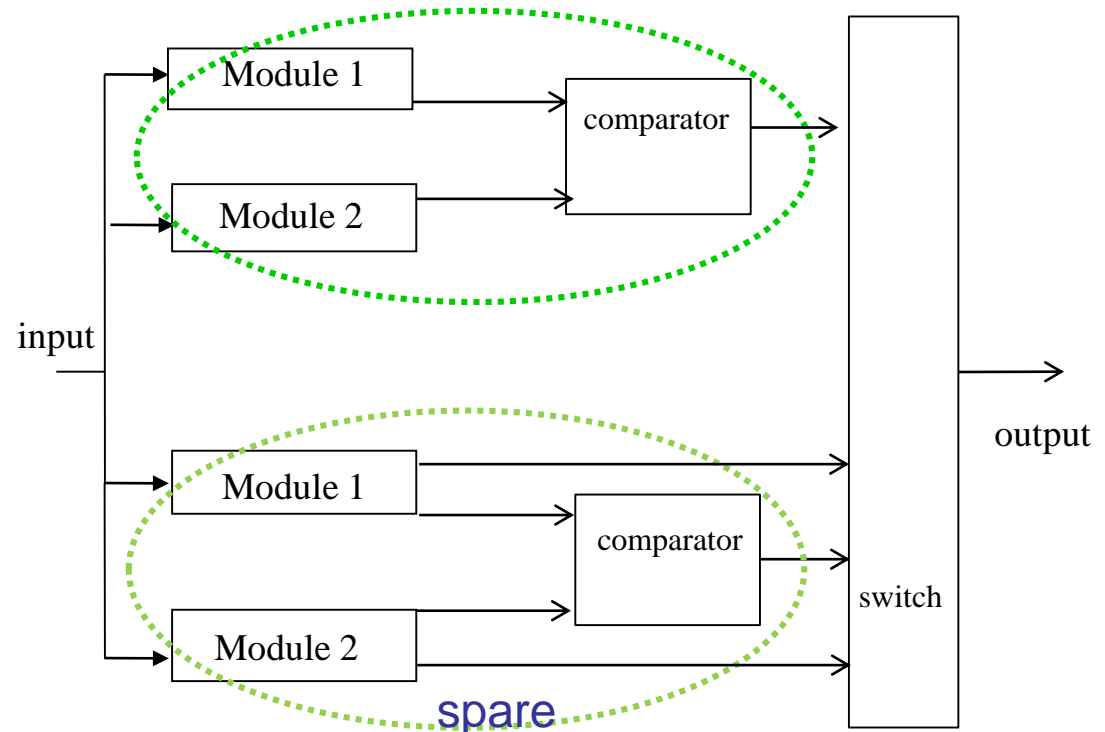 Module 1
comparator
Module 2
input
output
Module 1
comparator
switch
Module 2
spare